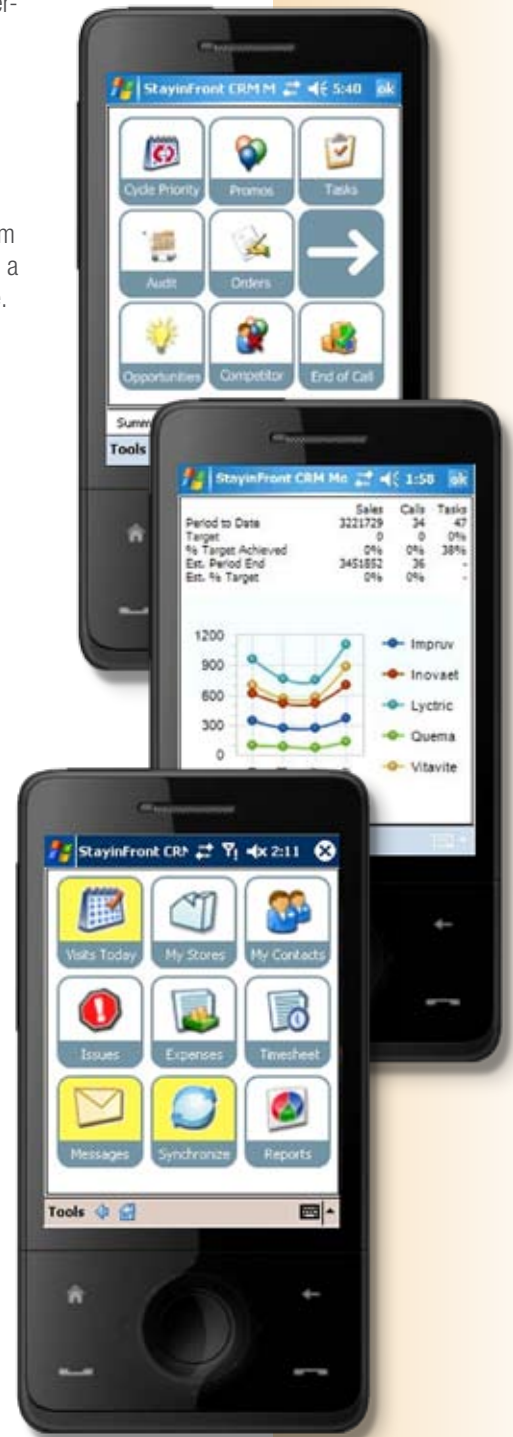 er-
m
a
.
StayinFront CRM M 5:40 ok
Cycle Priority Promos Tasks
Audit Orders
Opportunities Competitor End of Call
Summ
Tools
StayinFront CRM Mo 1:58 ok
Sales Calls Tasks
Period to Date 3221729 34 47
Target 0 0 0%
% Target Achieved 0% 0% 38%
Est. Period End 3451852 36 -
Est. % Target 0% 0% -
1200
900
600
300
0
Impruv
Inovaet
Lyctric
Quema
Vitavite
StayinFront CR 2:11
Visits Today My Stores My Contacts
Issues Expenses Timesheet
Messages Synchronize Reports
Tools